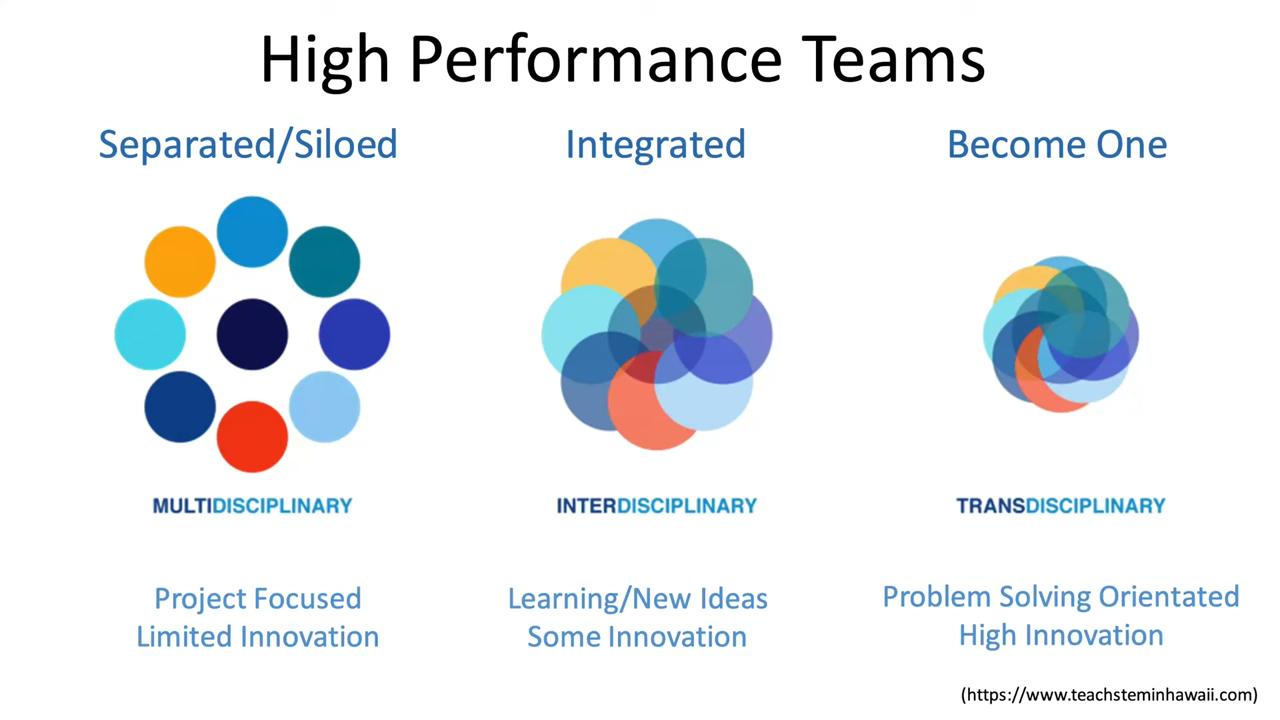 High Performance Teams
Separated/Siloed
Integrated
Become One
MULTIDISCIPLINARY
INTERDISCIPLINARY
TRANSDISCIPLINARY
Project Focused
Limited Innovation
Learning/New Ideas
Some Innovation
Problem Solving Orientated
High Innovation
(https://www.teachsteminhawaii.com)